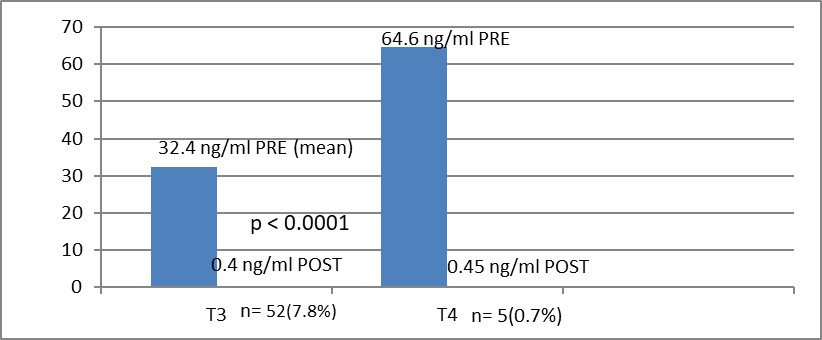 70
64.6 ng/ml PRE
60
50
40
32.4 ng/ml PRE (mean)
30
20
p < 0.0001
10
0.4 ng/ml POST
0.45 ng/ml POST
0
T3 n= 52(7.8%)
T4 n= 5(0.7%)